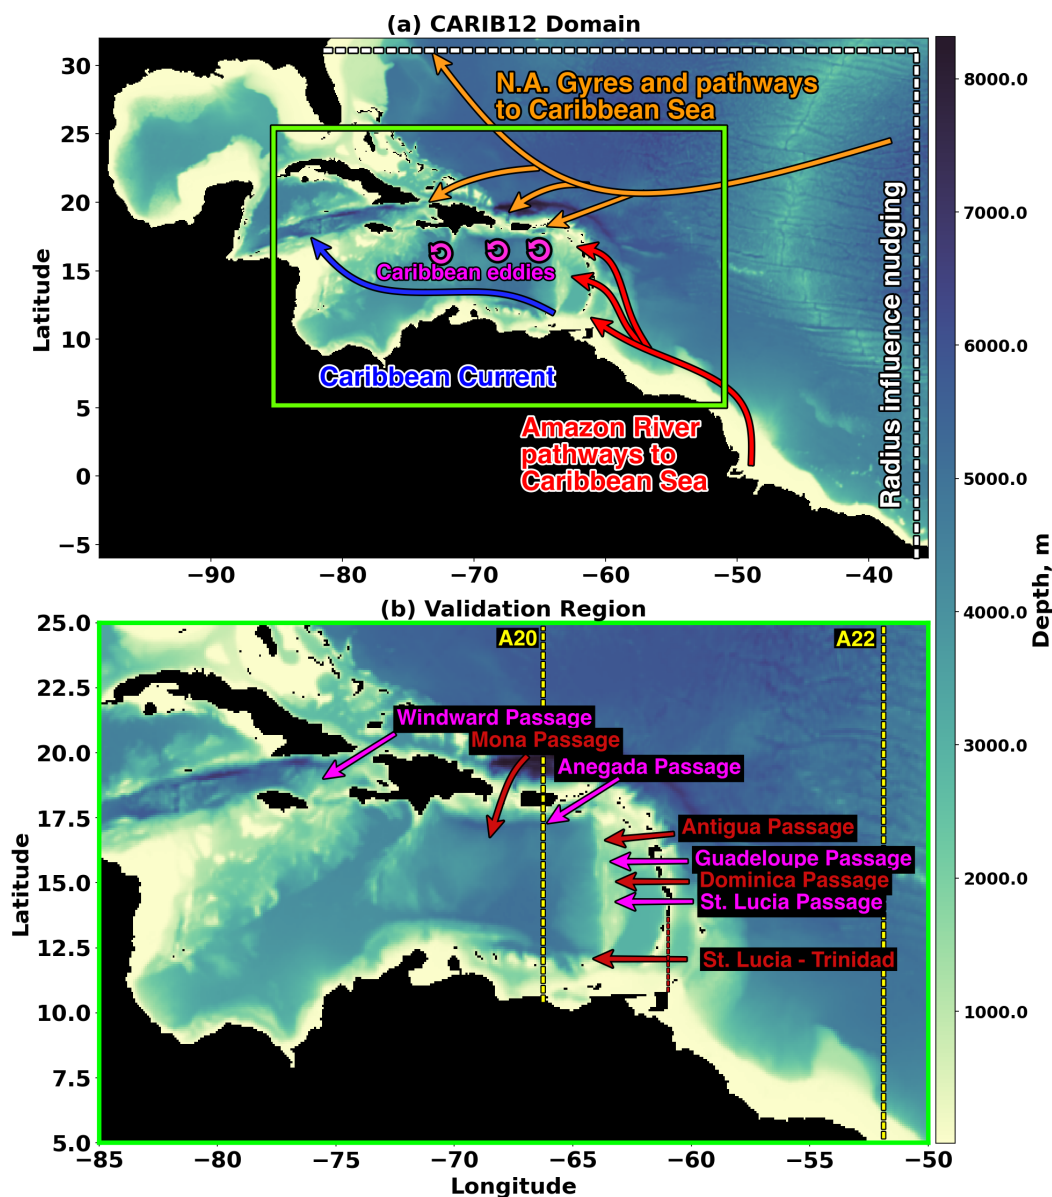 (a) CARIB12 Domain
30
25
20
15
10
5
0
−5
Latitude
−90
−80
−70
−60
−50
−40
N.A. Gyres and pathways
to Caribbean Sea
Caribbean eddies
Caribbean Current
Amazon River
pathways to
Caribbean Sea
Radius influence nudging
8000.0
7000.0
6000.0
5000.0
4000.0
3000.0
2000.0
1000.0
Depth, m
(b) Validation Region
25.0
22.5
20.0
17.5
15.0
12.5
10.0
7.5
5.0
Latitude
A20
A22
Windward Passage
Mona Passage
Anegada Passage
Antigua Passage
Guadeloupe Passage
Dominica Passage
St. Lucia Passage
St. Lucia - Trinidad
−85
−80
−75
−70
−65
−60
−55
−50
Longitude